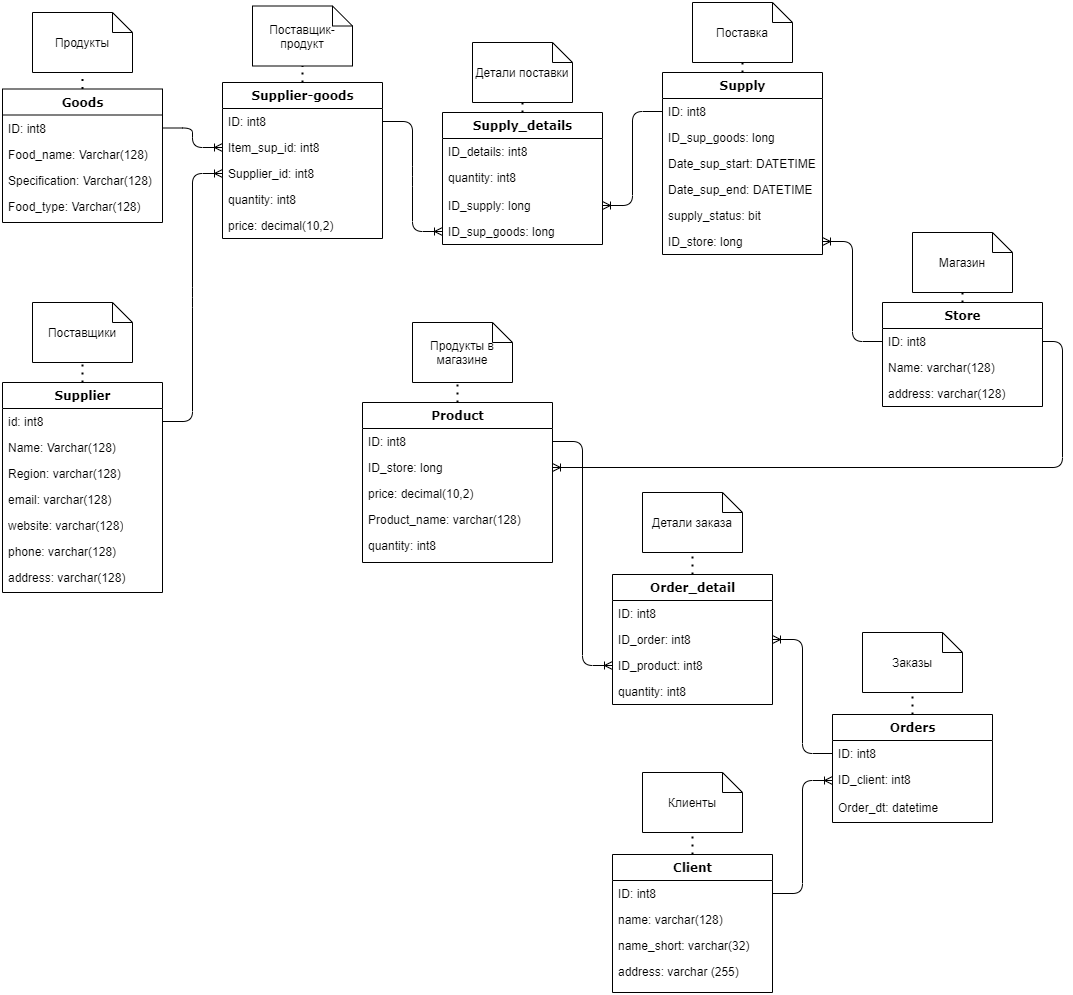 Продукты
Goods
ID: int8
Food_name: Varchar(128)
Specification: Varchar(128)
Food_type: Varchar(128)
Поставщик-
продукт
Supplier-goods
ID: int8
Item_sup_id: int8
Supplier_id: int8
quantity: int8
price: decimal(10,2)
Детали поставки
Supply_details
ID_details: int8
quantity: int8
ID_supply: long
ID_sup_goods: long
Поставка
Supply
ID: int8
ID_sup_goods: long
Date_sup_start: DATETIME
Date_sup_end: DATETIME
supply_status: bit
ID_store: long
Магазин
Store
ID: int8
Name: varchar(128)
address: varchar(128)
Поставщики
Supplier
id: int8
Name: Varchar(128)
Region: varchar(128)
email: varchar(128)
website: varchar(128)
phone: varchar(128)
address: varchar(128)
Продукты в
магазине
Product
ID: int8
ID_store: long
price: decimal(10,2)
Product_name: varchar(128)
quantity: int8
Детали заказа
Order_detail
ID: int8
ID_order: int8
ID_product: int8
quantity: int8
Заказы
Orders
ID: int8
ID_client: int8
Order_dt: datetime
Клиенты
Client
ID: int8
name: varchar(128)
name_short: varchar(32)
address: varchar (255)